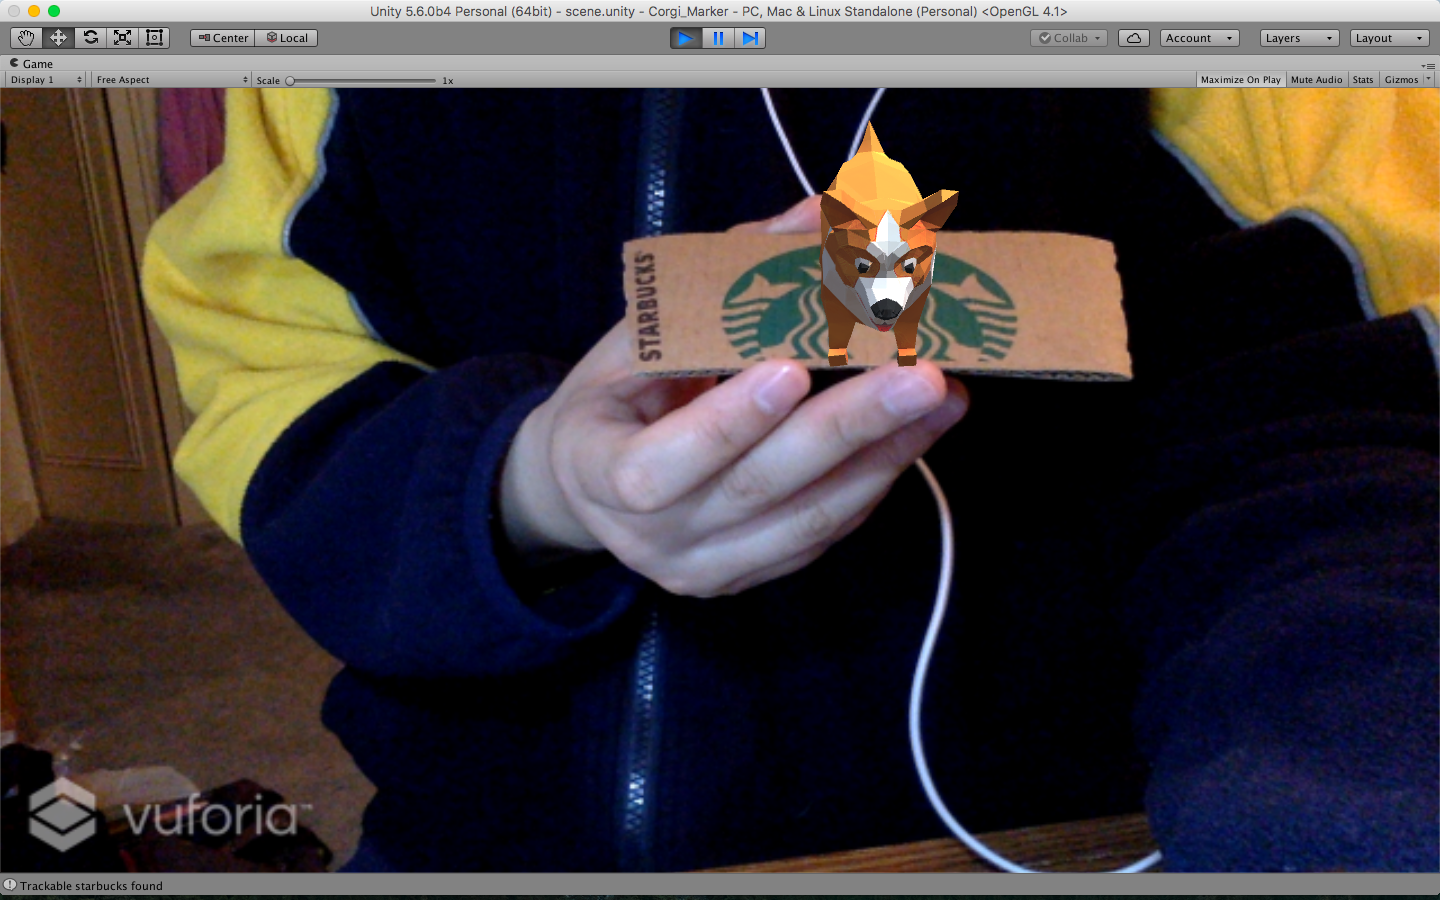 Unity 5.6.0b4 Personal (64bit) - scene.unity - Corgi_Marker - PC, Mac & Linux Standalone (Personal) <OpenGL 4.1>
Center Local Collab Account Layers Layout
Game
Display 1 Free Aspect Scale 1x Maximize On Play Mute Audio Stats Gizmos
STARBUCKS
vuforia™
Trackable starbucks found